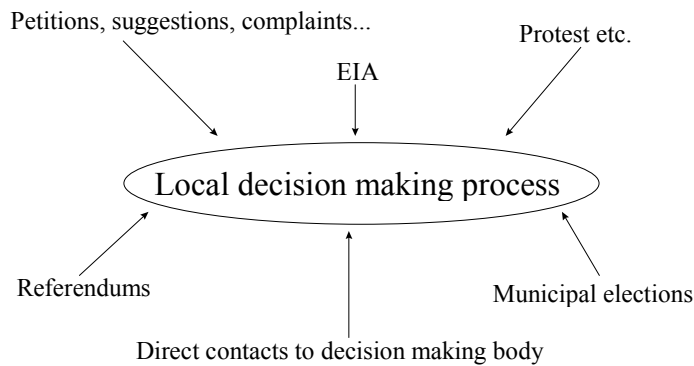 Petitions, suggestions, complaints...
Protest etc.
EIA
Local decision making process
Referendums
Municipal elections
Direct contacts to decision making body